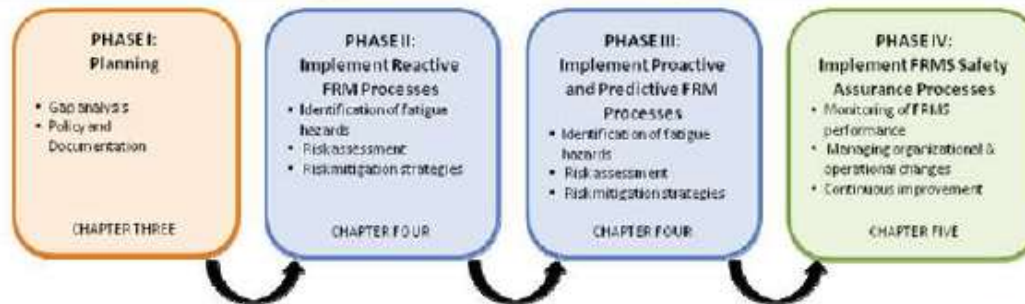 PHASE I:
Planning
• Gap analysis
• Policy and
Documentation
CHAPTER THREE
PHASE II:
Implement Reactive
FRM Processes
• Identification of fatigue
hazards
• Risk assessment
• Risk mitigation strategies
CHAPTER FOUR
PHASE III:
Implement Proactive
and Predictive FRM
Processes
• Identification of fatigue
hazards
• Risk assessment
• Risk mitigation strategies
CHAPTER FOUR
PHASE IV:
Implement FRMS Safety
Assurance Processes
• Monitoring of FRMS
performance
• Managing organizational &
operational changes
• Continuous improvement
CHAPTER FIVE